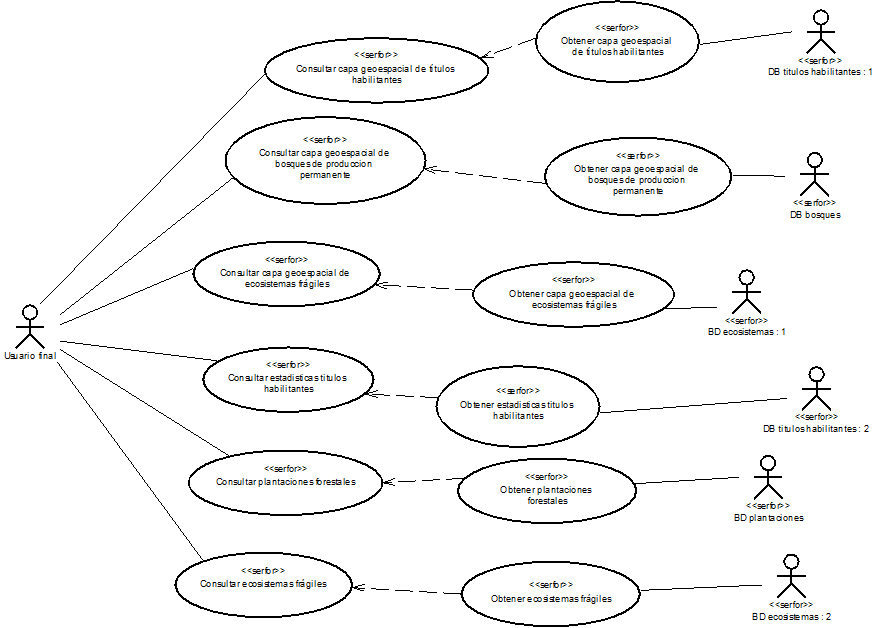 <<serfor>>
Consultar capa geoespacial de títulos
habilitantes
<<serfor>>
Obtener capa geoespacial
de títulos habilitantes
<<serfor>>
DB titulos habilitantes : 1
<<serfor>>
Consultar capa geoespacial de
bosques de produccion
permanente
<<serfor>>
Obtener capa geoespacial de
bosques de produccion
permanente
<<serfor>>
DB bosques
<<serfor>>
Consultar capa geoespacial de
ecosistemas frágiles
<<serfor>>
Obtener capa geoespacial de
ecosistemas frágiles
<<serfor>>
BD ecosistemas : 1
Usuario final
<<serfor>>
Consultar estadisticas titulos
habilitantes
<<serfor>>
Obtener estadisticas titulos
habilitantes
<<serfor>>
DB titulos habilitantes : 2
<<serfor>>
Consultar plantaciones forestales
<<serfor>>
Obtener plantaciones
forestales
<<serfor>>
BD plantaciones
<<serfor>>
Consultar ecosistemas frágiles
<<serfor>>
Obtener ecosistemas frágiles
<<serfor>>
BD ecosistemas : 2